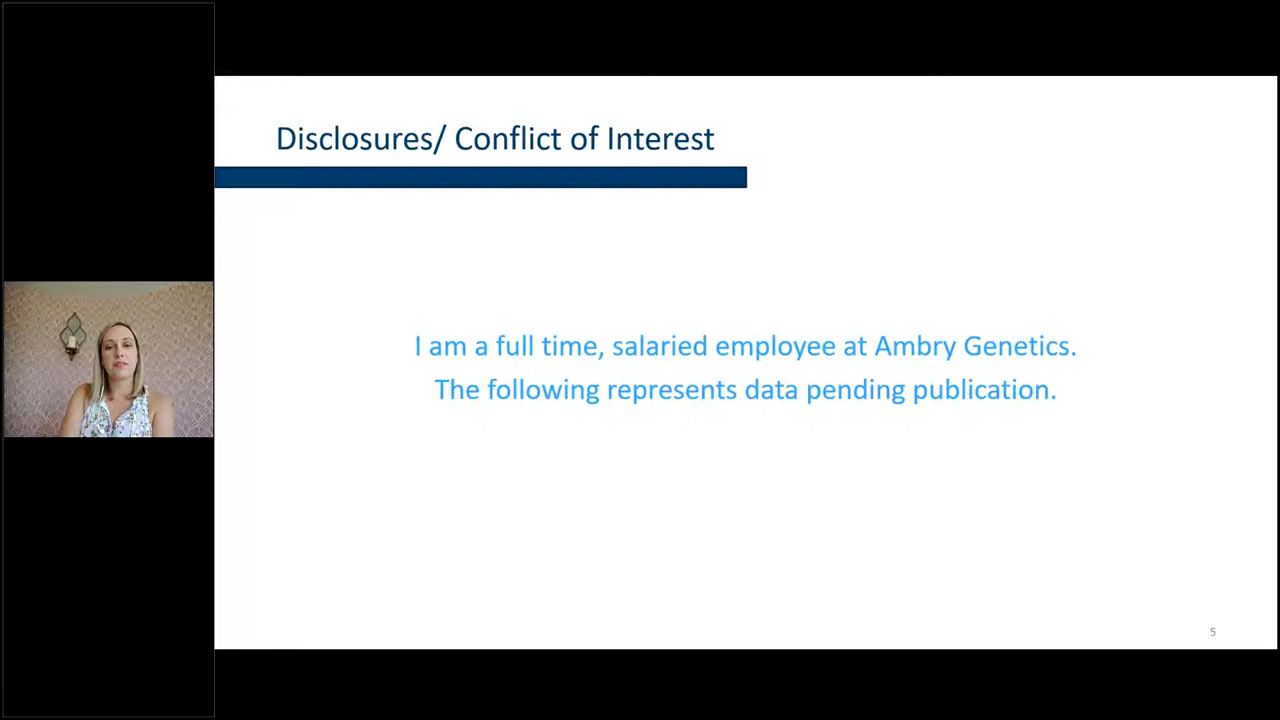 Disclosures/ Conflict of Interest
I am a full time, salaried employee at Ambry Genetics.
The following represents data pending publication.
5